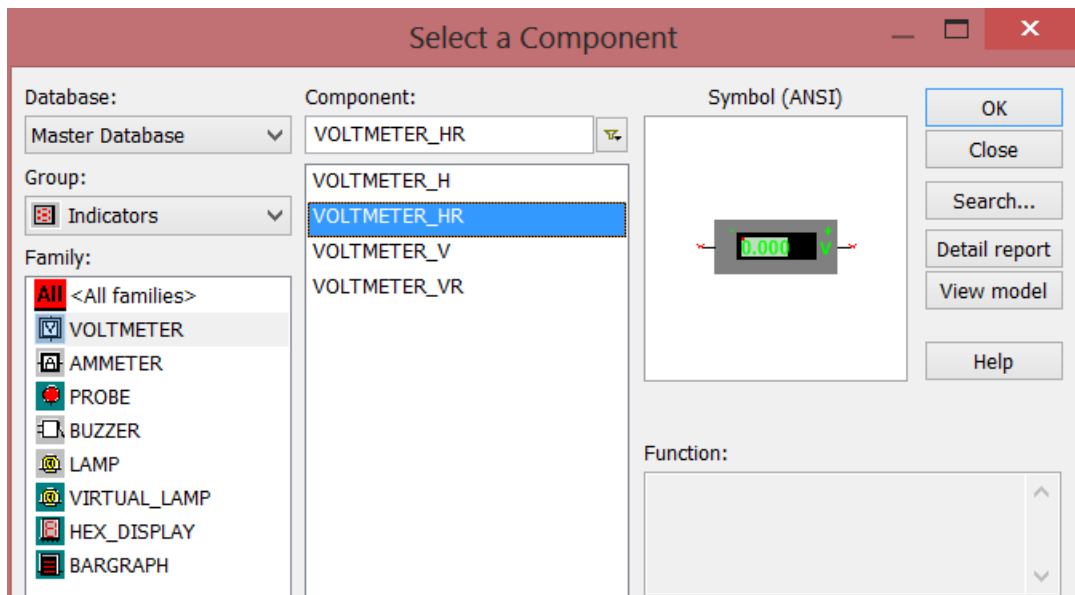 Select a Component
Database:
Master Database
Group:
Indicators
Family:
All <All families>
VOLTMETER
A AMMETER
PROBE
BUZZER
LAMP
VIRTUAL_LAMP
HEX_DISPLAY
BARGRAPH
Component:
VOLTMETER_HR
VOLTMETER_H
VOLTMETER_HR
VOLTMETER_V
VOLTMETER_VR
Symbol (ANSI)
- +
0.000 V
Function:
OK
Close
Search...
Detail report
View model
Help